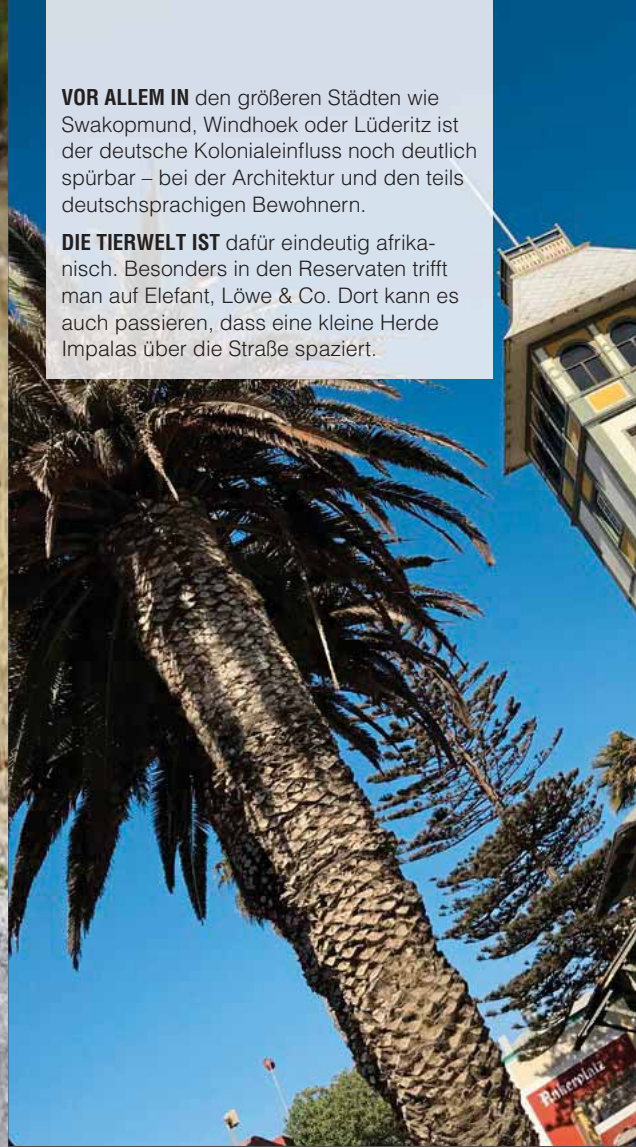 VOR ALLEM IN den größeren Städten wie
Swakopmund, Windhoek oder Lüderitz ist
der deutsche Kolonialeinfluss noch deutlich
spürbar – bei der Architektur und den teils
deutschsprachigen Bewohnern.
DIE TIERWELT IST dafür eindeutig afrika-
nisch. Besonders in den Reservaten trifft
man auf Elefant, Löwe & Co. Dort kann es
auch passieren, dass eine kleine Herde
Impalas über die Straße spaziert.
Ankerplatz